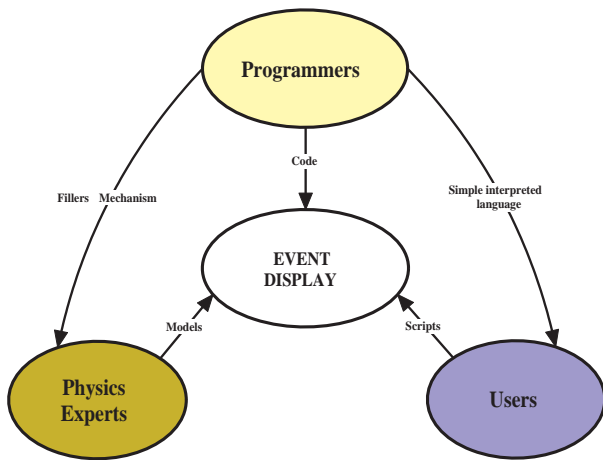 Programmers
Code
Fillers Mechanism
Simple interpreted
language
EVENT
DISPLAY
Models
Scripts
Physics
Experts
Users